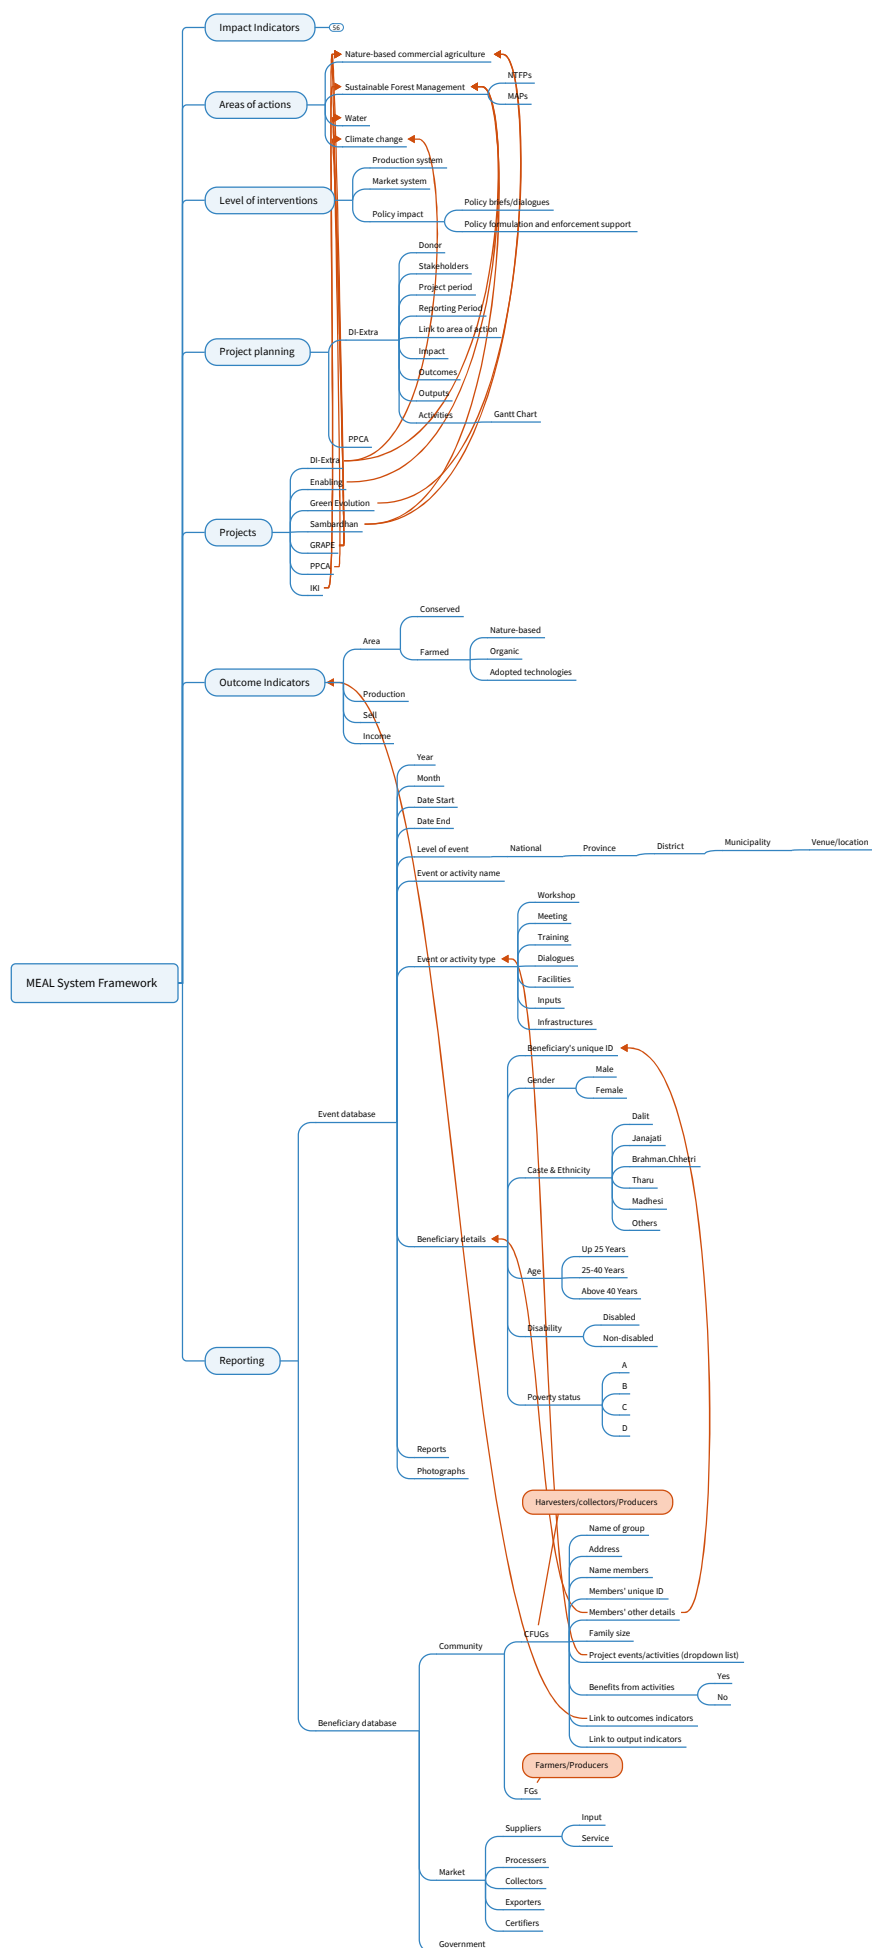 Impact Indicators
56
Nature-based commercial agriculture
NTFPs
Sustainable Forest Management
MAPs
Areas of actions
Water
Climate change
Production system
Market system
Level of interventions
Policy briefs/dialogues
Policy impact
Policy formulation and enforcement support
Donor
Stakeholders
Project period
Reporting Period
Link to area of action
DI-Extra
Project planning
Impact
Outcomes
Outputs
Activities
Gantt Chart
PPCA
DI-Extra
Enabling
Green Evolution
Sambardhan
Projects
GRAPE
PPCA
IKI
Conserved
Nature-based
Area
Farmed
Organic
Adopted technologies
Outcome Indicators
Production
Sell
Income
Year
Month
Date Start
Date End
Level of event
National
Province
District
Municipality
Venue/location
Event or activity name
Workshop
Meeting
Training
Event or activity type
Dialogues
Facilities
MEAL System Framework
Inputs
Infrastructures
Beneficiary's unique ID
Male
Gender
Female
Event database
Dalit
Janajati
Brahman.Chhetri
Caste & Ethnicity
Tharu
Madhesi
Others
Beneficiary details
Up 25 Years
Age
25-40 Years
Above 40 Years
Disabled
Disability
Non-disabled
Reporting
A
B
Poverty status
C
D
Reports
Photographs
Harvesters/collectors/Producers
Name of group
Address
Name members
Members' unique ID
Members' other details
CFUGs
Family size
Community
Project events/activities (dropdown list)
Yes
Benefits from activities
No
Link to outcomes indicators
Beneficiary database
Link to output indicators
Farmers/Producers
FGs
Input
Suppliers
Service
Processers
Market
Collectors
Exporters
Certifiers
Government